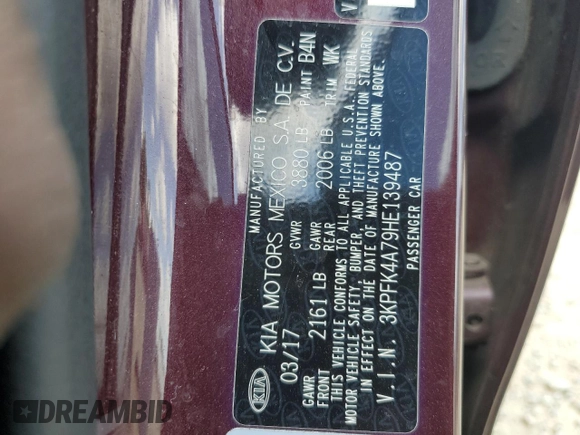 MANUFACTURED BY
KIA KIA MOTORS MEXICO S.A. DE C.V.
03/17 GVWR 3880 LB PAINT B4N
GAWR FRONT 2161 LB GAWR REAR 2006 LB TRIM WK
THIS VEHICLE CONFORMS TO ALL APPLICABLE U.S.A. FEDERAL
MOTOR VEHICLE SAFETY, BUMPER, AND THEFT PREVENTION STANDARDS
IN EFFECT ON THE DATE OF MANUFACTURE SHOWN ABOVE.
V.I.N. 3KPFK4A79HE139487
PASSENGER CAR
DREAMBID